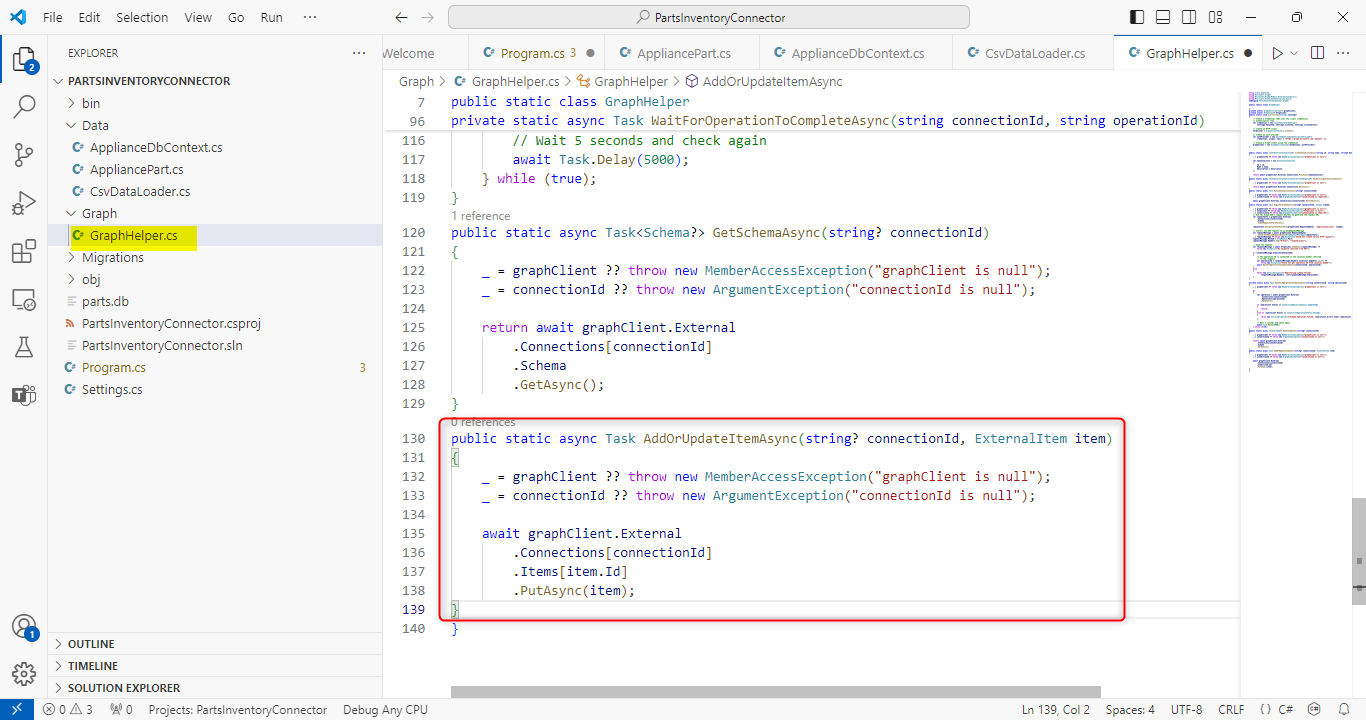 File Edit Selection View Go Run ··· PartsInventoryConnector
EXPLORER ···
PARTSINVENTORYCONNECTOR
bin
Data
C# ApplianceDbContext.cs
C# AppliancePart.cs
C# CsvDataLoader.cs
Graph
C# GraphHelper.cs
Migrations
obj
parts.db
PartsInventoryConnector.csproj
PartsInventoryConnector.sln
C# Program.cs 3
C# Settings.cs
OUTLINE
TIMELINE
SOLUTION EXPLORER
2
1
Welcome C# Program.cs 3 C# AppliancePart.cs C# ApplianceDbContext.cs C# CsvDataLoader.cs C# GraphHelper.cs
Graph > C# GraphHelper.cs > GraphHelper > AddOrUpdateItemAsync
7 public static class GraphHelper
96 private static async Task WaitForOperationToCompleteAsync(string connectionId, string operationId)
116 // Wait 5 seconds and check again
117 await Task.Delay(5000);
118 } while (true);
119 }
1 reference
120 public static async Task<Schema?> GetSchemaAsync(string? connectionId)
121 {
122 _ = graphClient ?? throw new MemberAccessException("graphClient is null");
123 _ = connectionId ?? throw new ArgumentException("connectionId is null");
124
125 return await graphClient.External
126 .Connections[connectionId]
127 .Schema
128 .GetAsync();
129 }
0 references
130 public static async Task AddOrUpdateItemAsync(string? connectionId, ExternalItem item)
131 {
132 _ = graphClient ?? throw new MemberAccessException("graphClient is null");
133 _ = connectionId ?? throw new ArgumentException("connectionId is null");
134
135 await graphClient.External
136 .Connections[connectionId]
137 .Items[item.Id]
138 .PutAsync(item);
139 }
140 }
0 3 0 Projects: PartsInventoryConnector Debug Any CPU Ln 139, Col 2 Spaces: 4 UTF-8 CRLF {} C#